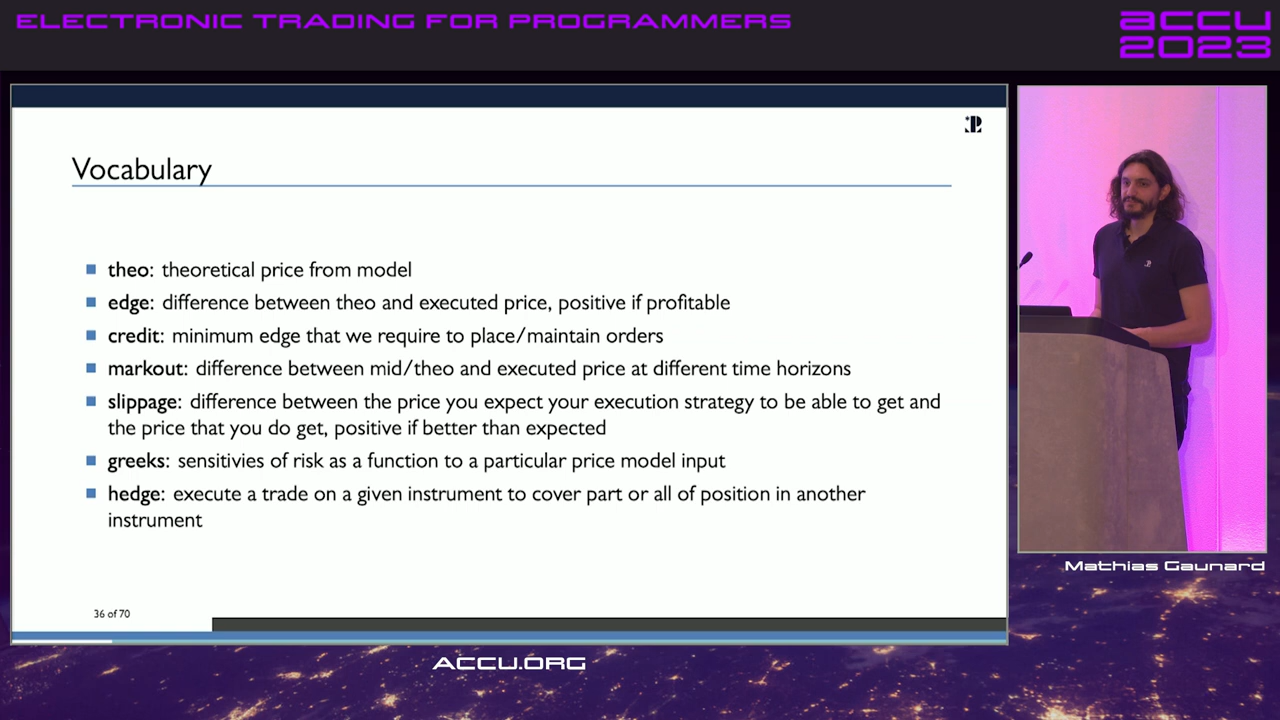 ELECTRONIC TRADING FOR PROGRAMMERS
accu
2023
Vocabulary
theo: theoretical price from model
edge: difference between theo and executed price, positive if profitable
credit: minimum edge that we require to place/maintain orders
markout: difference between mid/theo and executed price at different time horizons
slippage: difference between the price you expect your execution strategy to be able to get and
the price that you do get, positive if better than expected
greeks: sensitivies of risk as a function to a particular price model input
hedge: execute a trade on a given instrument to cover part or all of position in another
instrument
36 of 70
Mathias Gaunard
ACCU.ORG